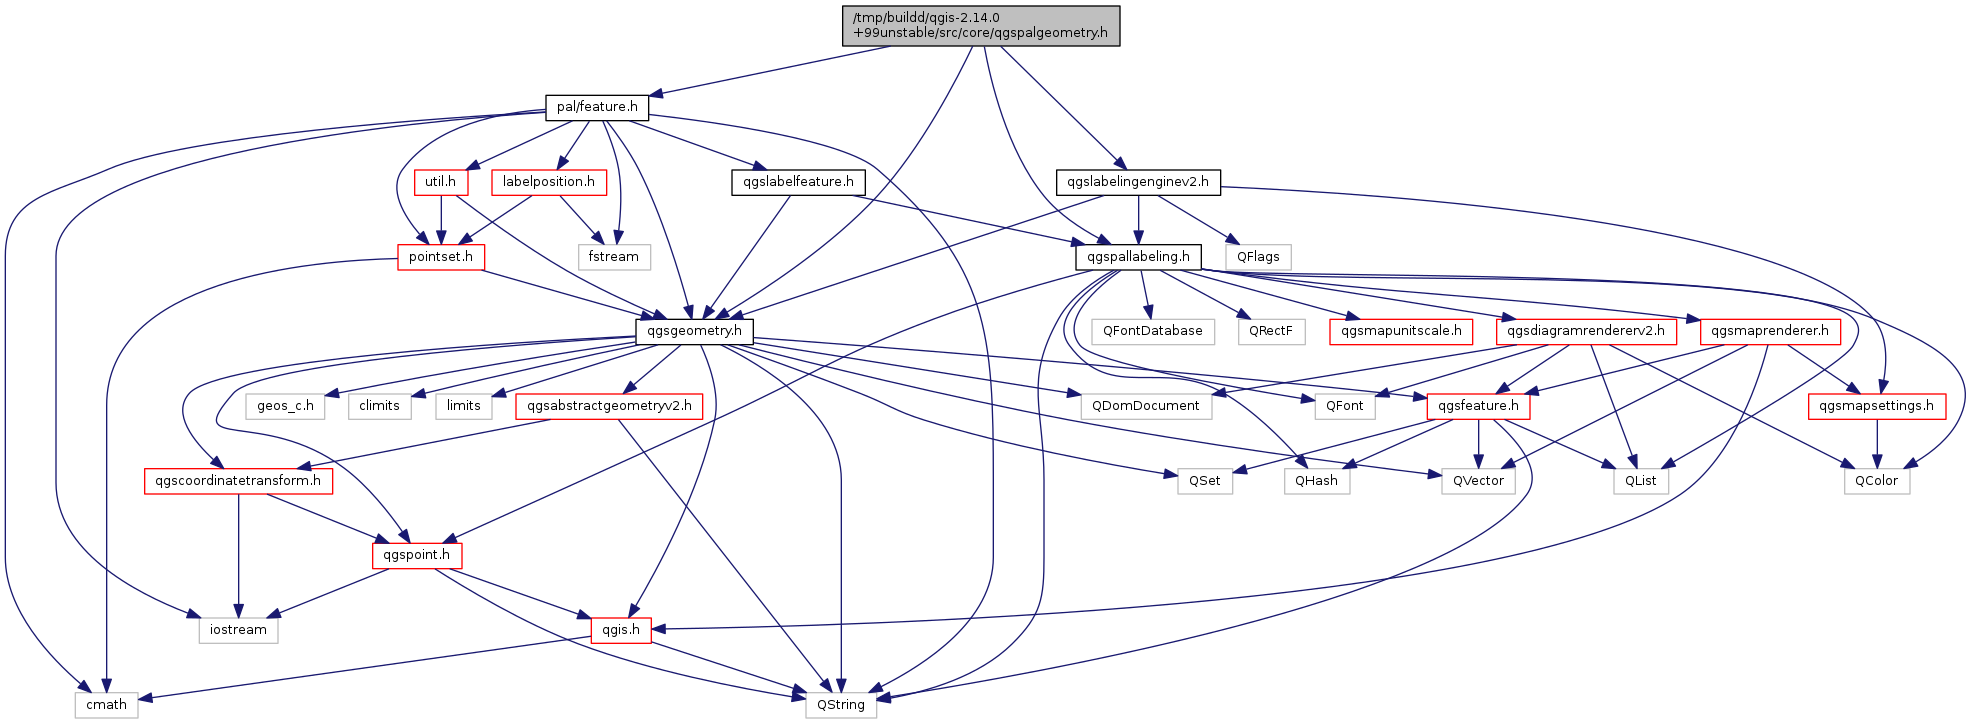 /tmp/buildd/qgis-2.14.0
+99unstable/src/core/qgspalgeometry.h
pal/feature.h
util.h
labelposition.h
qgslabelfeature.h
qgslabelingenginev2.h
pointset.h
fstream
qgspallabeling.h
QFlags
qgsgeometry.h
QFontDatabase
QRectF
qgsmapunitscale.h
qgsdiagramrendererv2.h
qgsmaprenderer.h
geos_c.h
climits
limits
qgsabstractgeometryv2.h
QDomDocument
QFont
qgsfeature.h
qgsmapsettings.h
qgscoordinatetransform.h
QSet
QHash
QVector
QList
QColor
qgspoint.h
iostream
qgis.h
cmath
QString